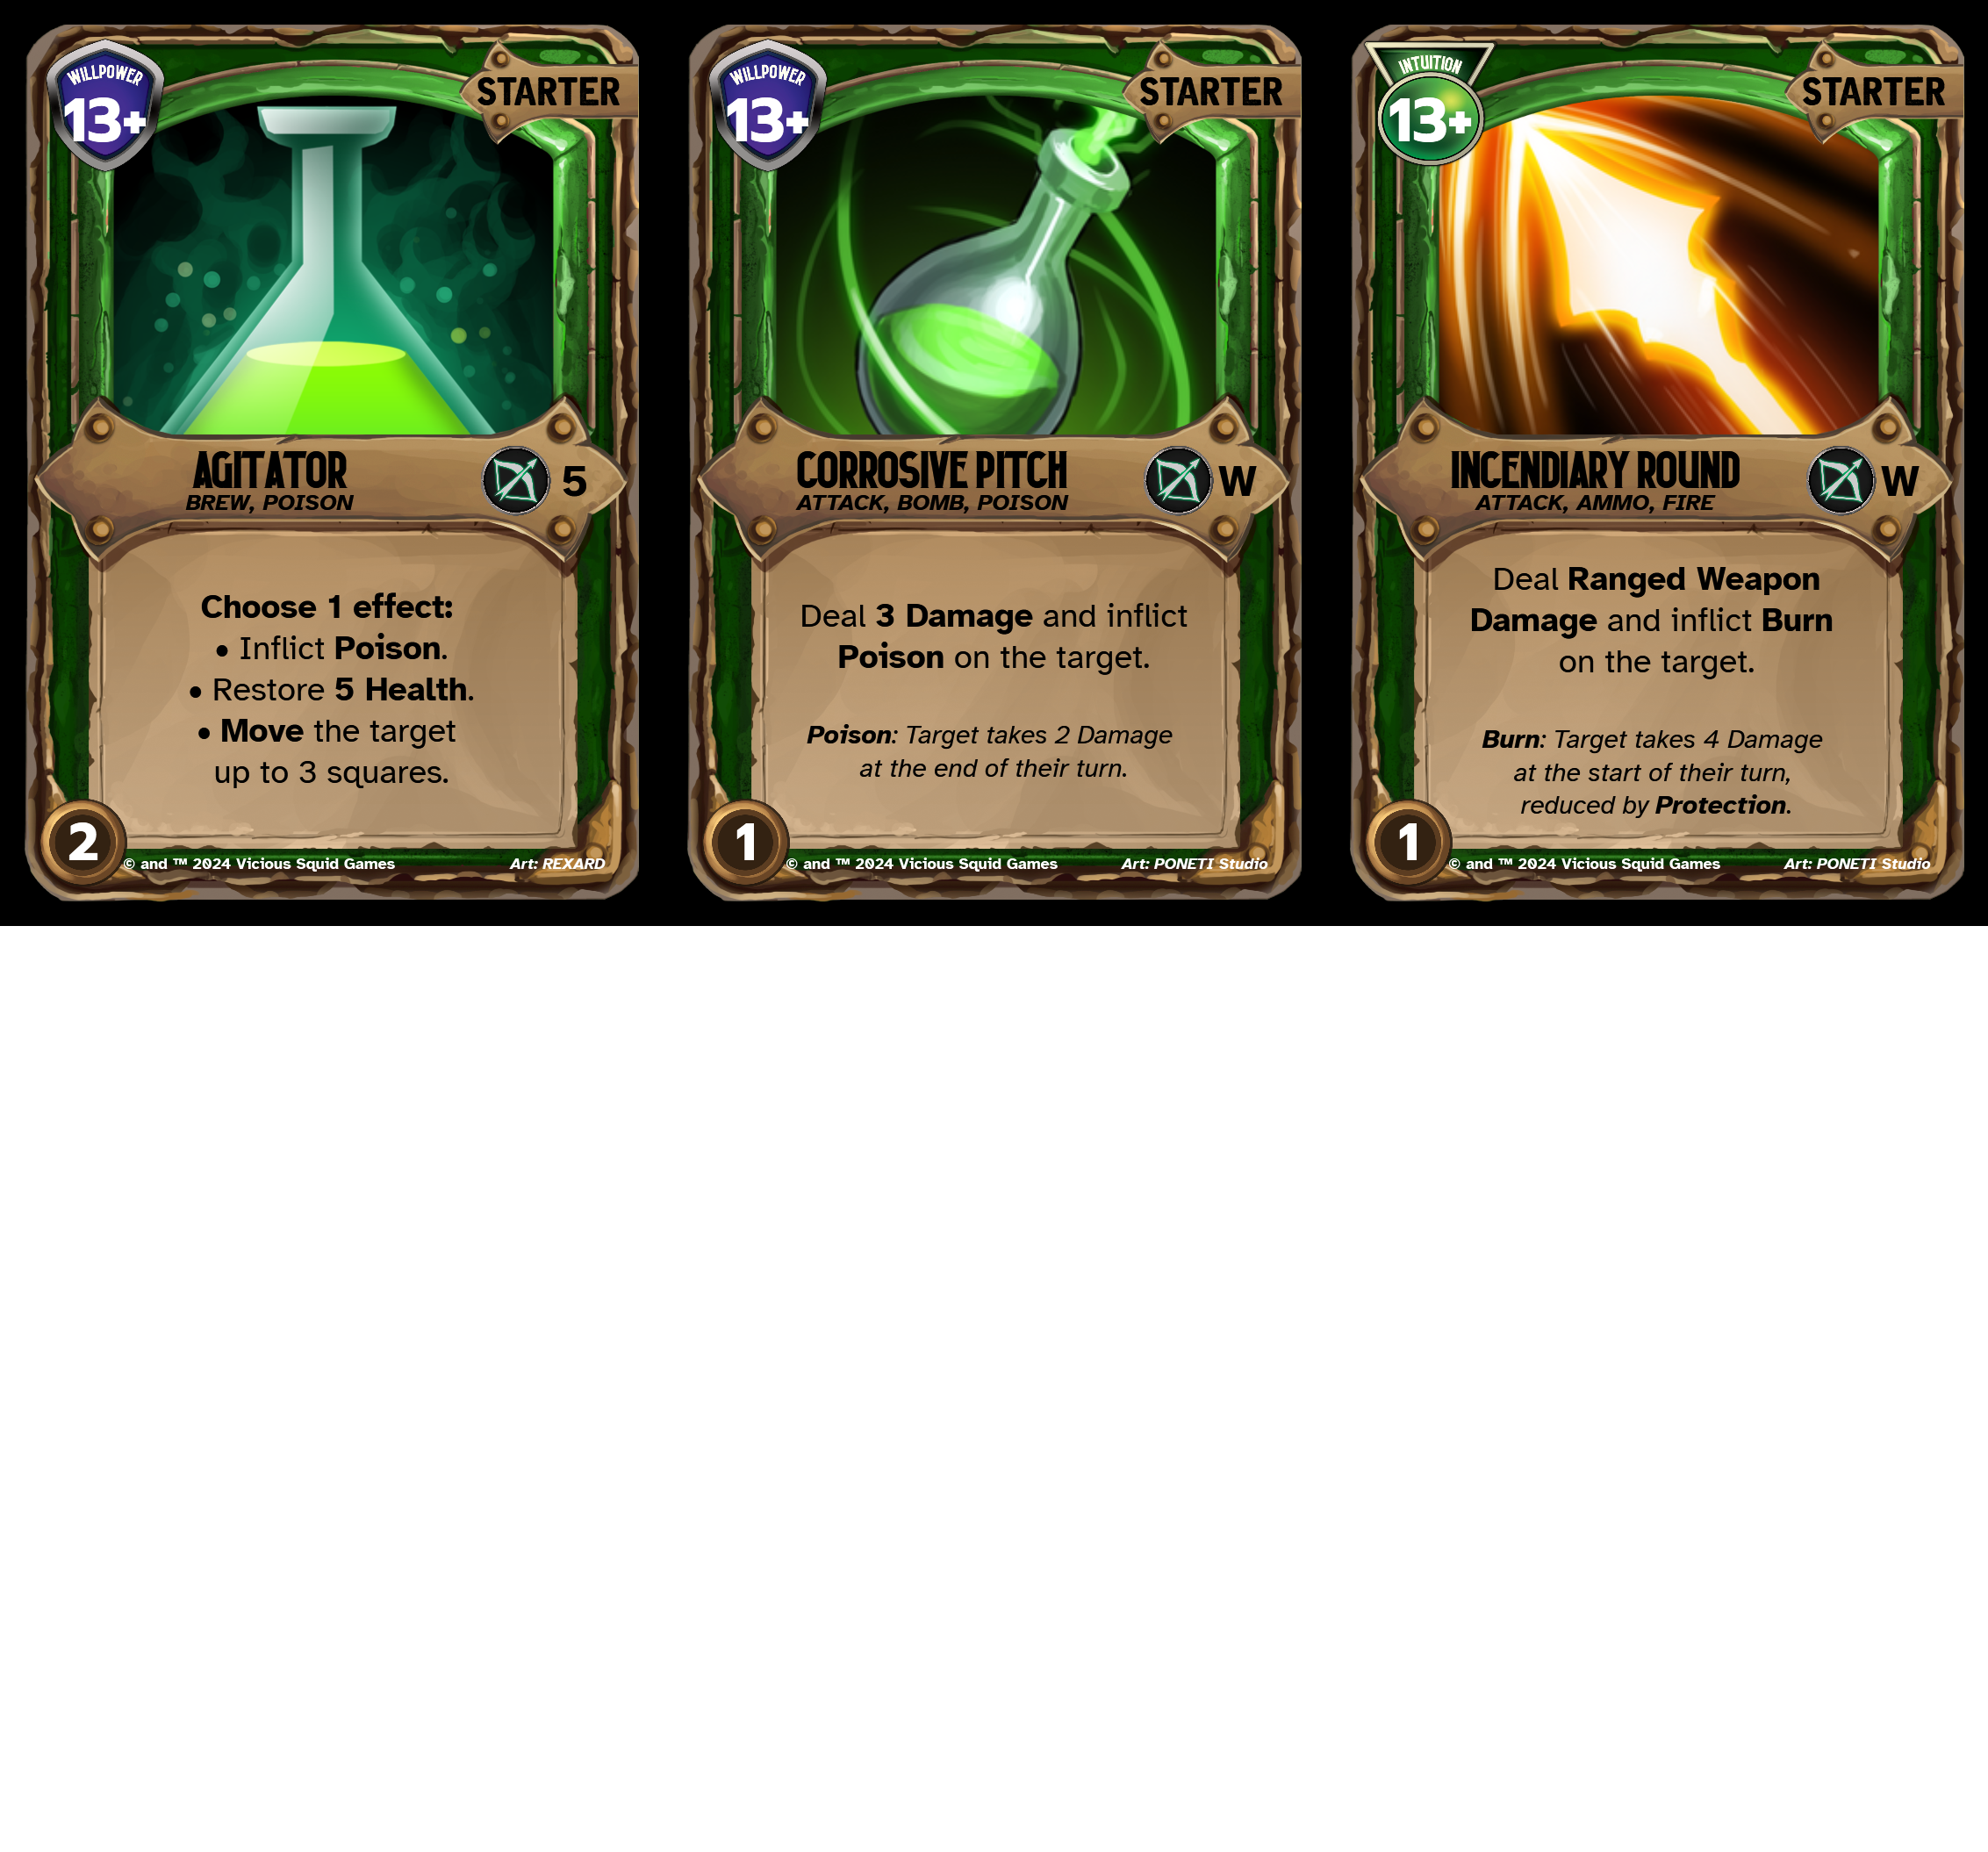 WILLPOWER
13+
STARTER
AGITATOR
BREW, POISON
5
Choose 1 effect:
• Inflict Poison.
• Restore 5 Health.
• Move the target
up to 3 squares.
2
© and ™ 2024 Vicious Squid Games
Art: REXARD
WILLPOWER
13+
STARTER
CORROSIVE PITCH
ATTACK, BOMB, POISON
W
Deal 3 Damage and inflict
Poison on the target.
Poison: Target takes 2 Damage
at the end of their turn.
1
© and ™ 2024 Vicious Squid Games
Art: PONETI Studio
INTUITION
13+
STARTER
INCENDIARY ROUND
ATTACK, AMMO, FIRE
W
Deal Ranged Weapon
Damage and inflict Burn
on the target.
Burn: Target takes 4 Damage
at the start of their turn,
reduced by Protection.
1
© and ™ 2024 Vicious Squid Games
Art: PONETI Studio